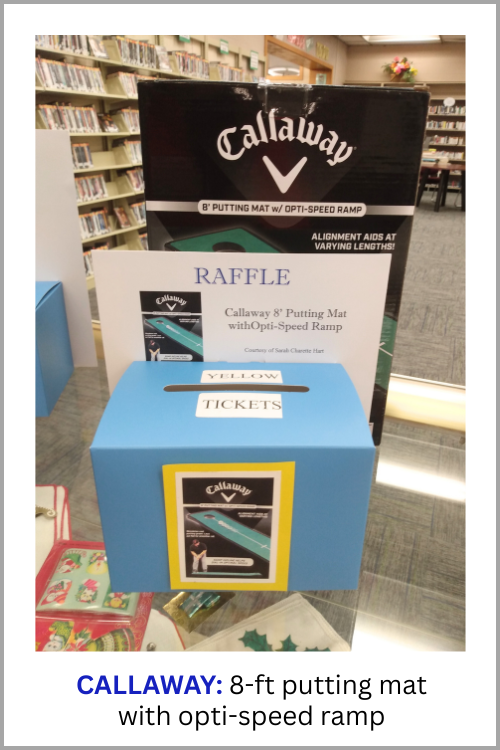 Callaway
8' PUTTING MAT w/ OPTI-SPEED RAMP
ALIGNMENT AIDS AT
VARYING LENGTHS!
RAFFLE
Callaway
Callaway 8' Putting Mat
withOpti-Speed Ramp
Courtesy of Sarah Charette Hart
YELLOW
TICKETS
Callaway
CALLAWAY: 8-ft putting mat
with opti-speed ramp